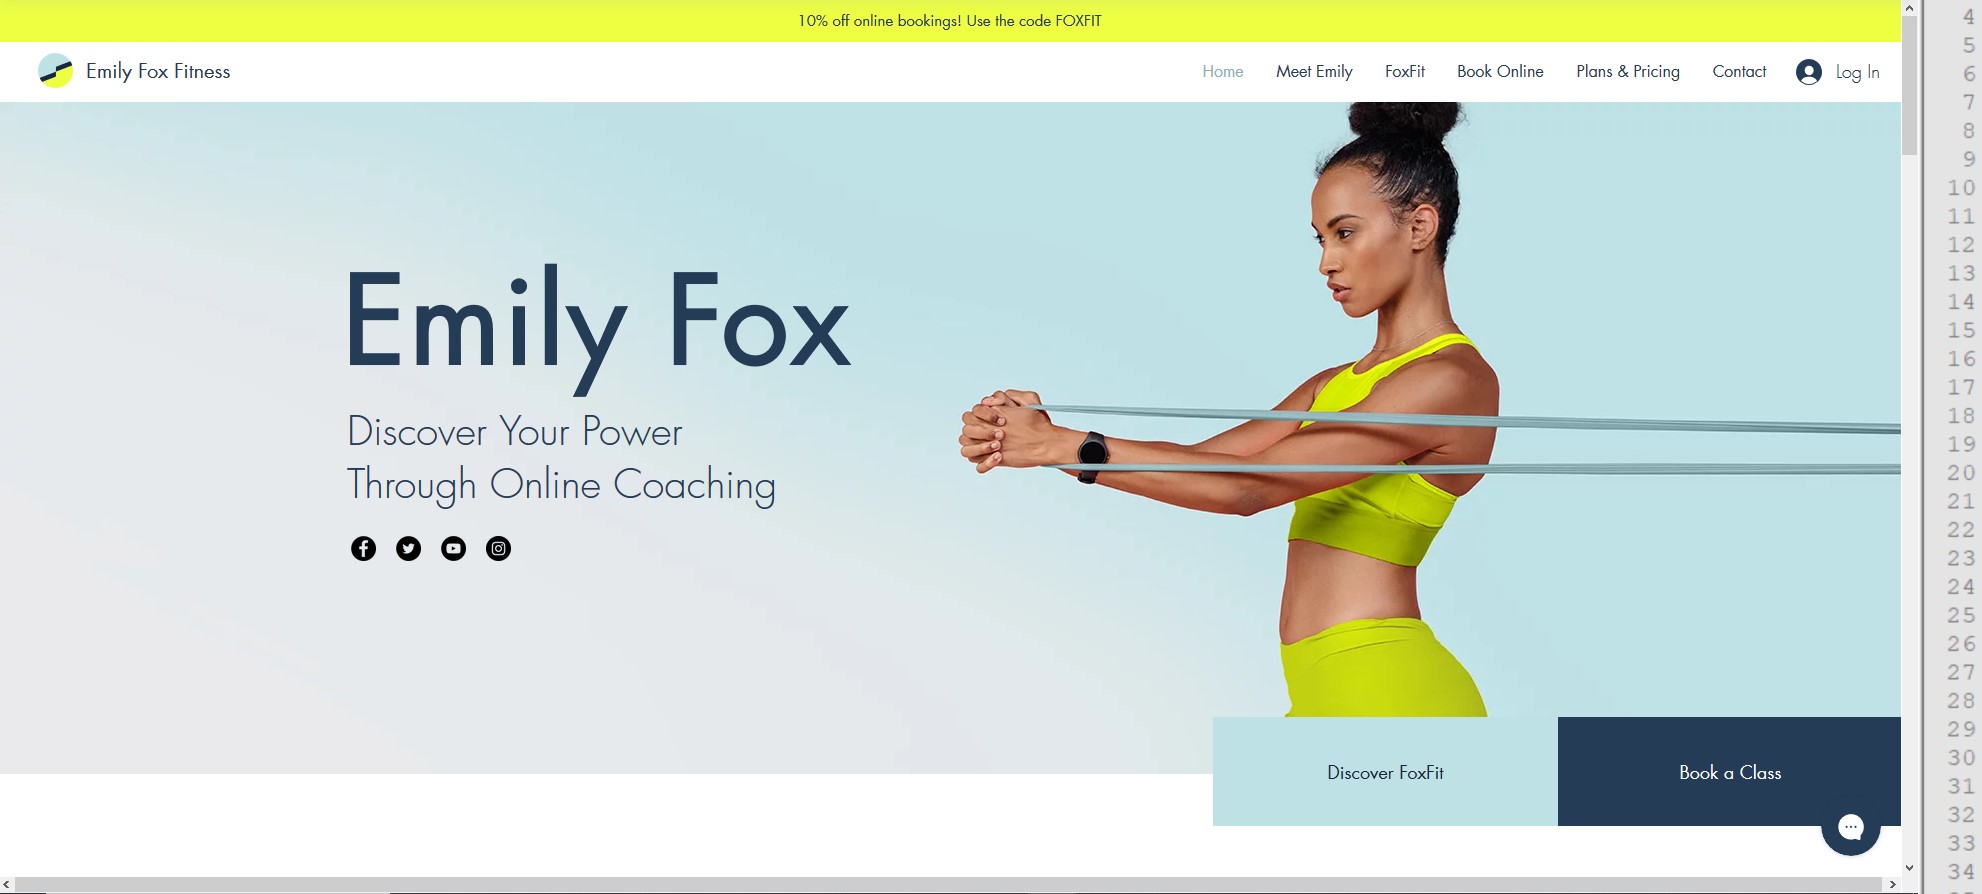 10% off online bookings! Use the code FOXFIT
Emily Fox Fitness
Home
Meet Emily
FoxFit
Book Online
Plans & Pricing
Contact
Log In
Emily Fox
Discover Your Power
Through Online Coaching
Discover FoxFit
Book a Class
4
5
6
7
8
9
10
11
12
13
14
15
16
17
18
19
20
21
22
23
24
25
26
27
28
29
30
31
32
33
34